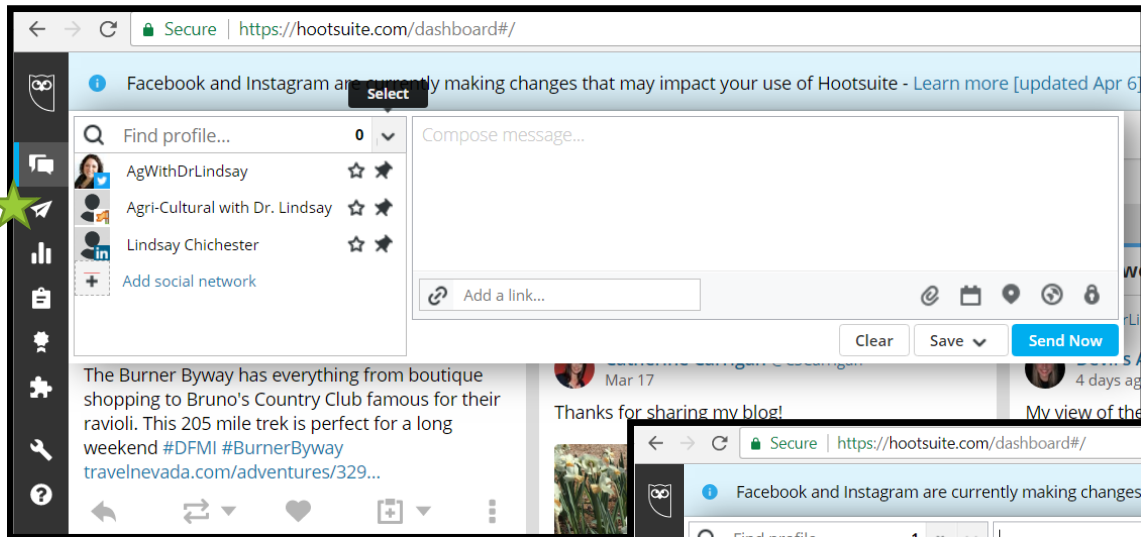 Secure | https://hootsuite.com/dashboard#/
Facebook and Instagram are currently making changes that may impact your use of Hootsuite - Learn more [updated Apr 6]
Select
Find profile... 0
Compose message...
AgWithDrLindsay
Agri-Cultural with Dr. Lindsay
Lindsay Chichester
in
Add social network
Add a link...
Clear
Save
Send Now
The Burner Byway has everything from boutique
shopping to Bruno's Country Club famous for their
ravioli. This 205 mile trek is perfect for a long
weekend #DFMI #BurnerByway
travelnevada.com/adventures/329...
Mar 17
Thanks for sharing my blog!
4 days
My view of the
Secure | https://hootsuite.com/dashboard#/
Facebook and Instagram are currently making changes
Find profile 1